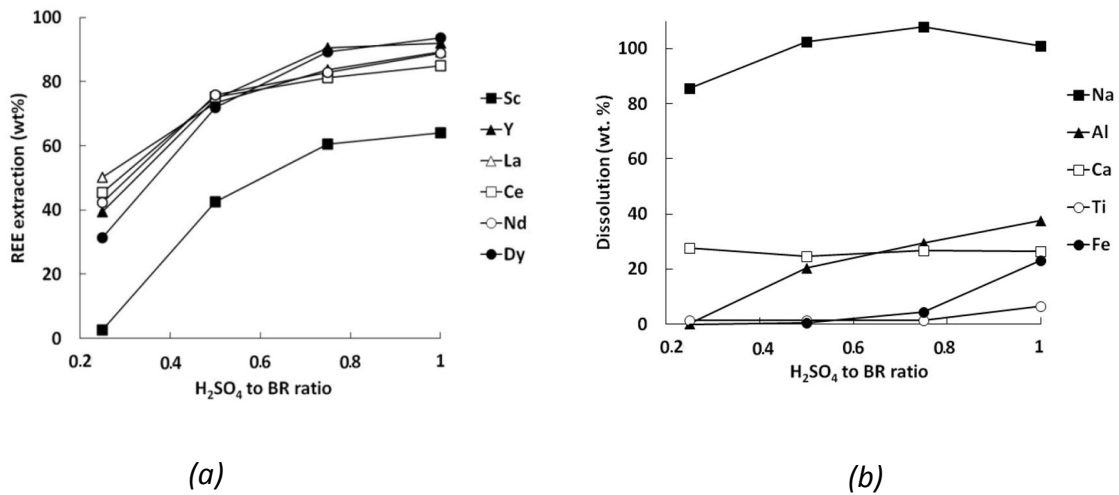 100
80
60
40
20
0
0.2
0.4
0.6
0.8
1
REE extraction (wt%)
H₂SO₄ to BR ratio
Sc
Y
La
Ce
Nd
Dy
(a)
100
80
60
40
20
0
0.2
0.4
0.6
0.8
1
Dissolution (wt. %)
H₂SO₄ to BR ratio
Na
Al
Ca
Ti
Fe
(b)